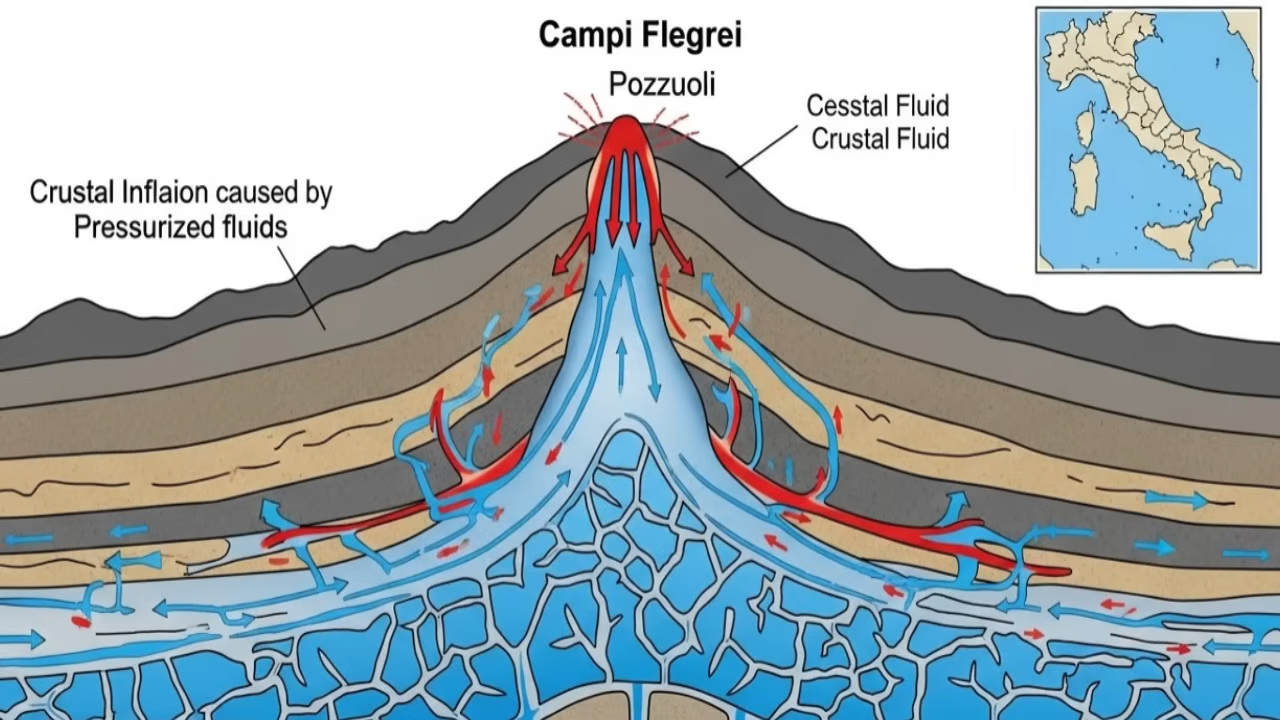 Campi Flegrei
Pozzuoli
Cesstal Fluid
Crustal Fluid
Crustal Inflaion caused by
Pressurized fluids